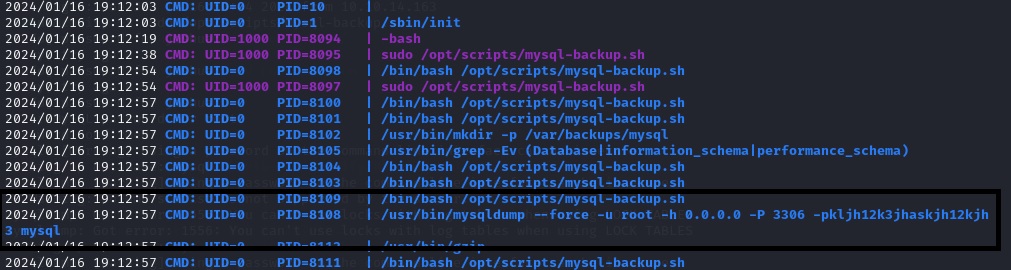 2024/01/16 19:12:03 CMD: UID=0 PID=10 |
2024/01/16 19:12:03 CMD: UID=0 PID=1 | /sbin/init
2024/01/16 19:12:19 CMD: UID=1000 PID=8094 | -bash
2024/01/16 19:12:38 CMD: UID=1000 PID=8095 | sudo /opt/scripts/mysql-backup.sh
2024/01/16 19:12:54 CMD: UID=0 PID=8098 | /bin/bash /opt/scripts/mysql-backup.sh
2024/01/16 19:12:54 CMD: UID=1000 PID=8097 | sudo /opt/scripts/mysql-backup.sh
2024/01/16 19:12:57 CMD: UID=0 PID=8100 | /bin/bash /opt/scripts/mysql-backup.sh
2024/01/16 19:12:57 CMD: UID=0 PID=8101 | /bin/bash /opt/scripts/mysql-backup.sh
2024/01/16 19:12:57 CMD: UID=0 PID=8102 | /usr/bin/mkdir -p /var/backups/mysql
2024/01/16 19:12:57 CMD: UID=0 PID=8105 | /usr/bin/grep -Ev (Database|information_schema|performance_schema)
2024/01/16 19:12:57 CMD: UID=0 PID=8104 | /bin/bash /opt/scripts/mysql-backup.sh
2024/01/16 19:12:57 CMD: UID=0 PID=8103 | /bin/bash /opt/scripts/mysql-backup.sh
2024/01/16 19:12:57 CMD: UID=0 PID=8109 | /bin/bash /opt/scripts/mysql-backup.sh
2024/01/16 19:12:57 CMD: UID=0 PID=8108 | /usr/bin/mysqldump --force -u root -h 0.0.0.0 -P 3306 -pkljh12k3jhaskjh12kjh
3 mysql
2024/01/16 19:12:57 CMD: UID=0 PID=8112 | /usr/bin/gzip
2024/01/16 19:12:57 CMD: UID=0 PID=8111 | /bin/bash /opt/scripts/mysql-backup.sh